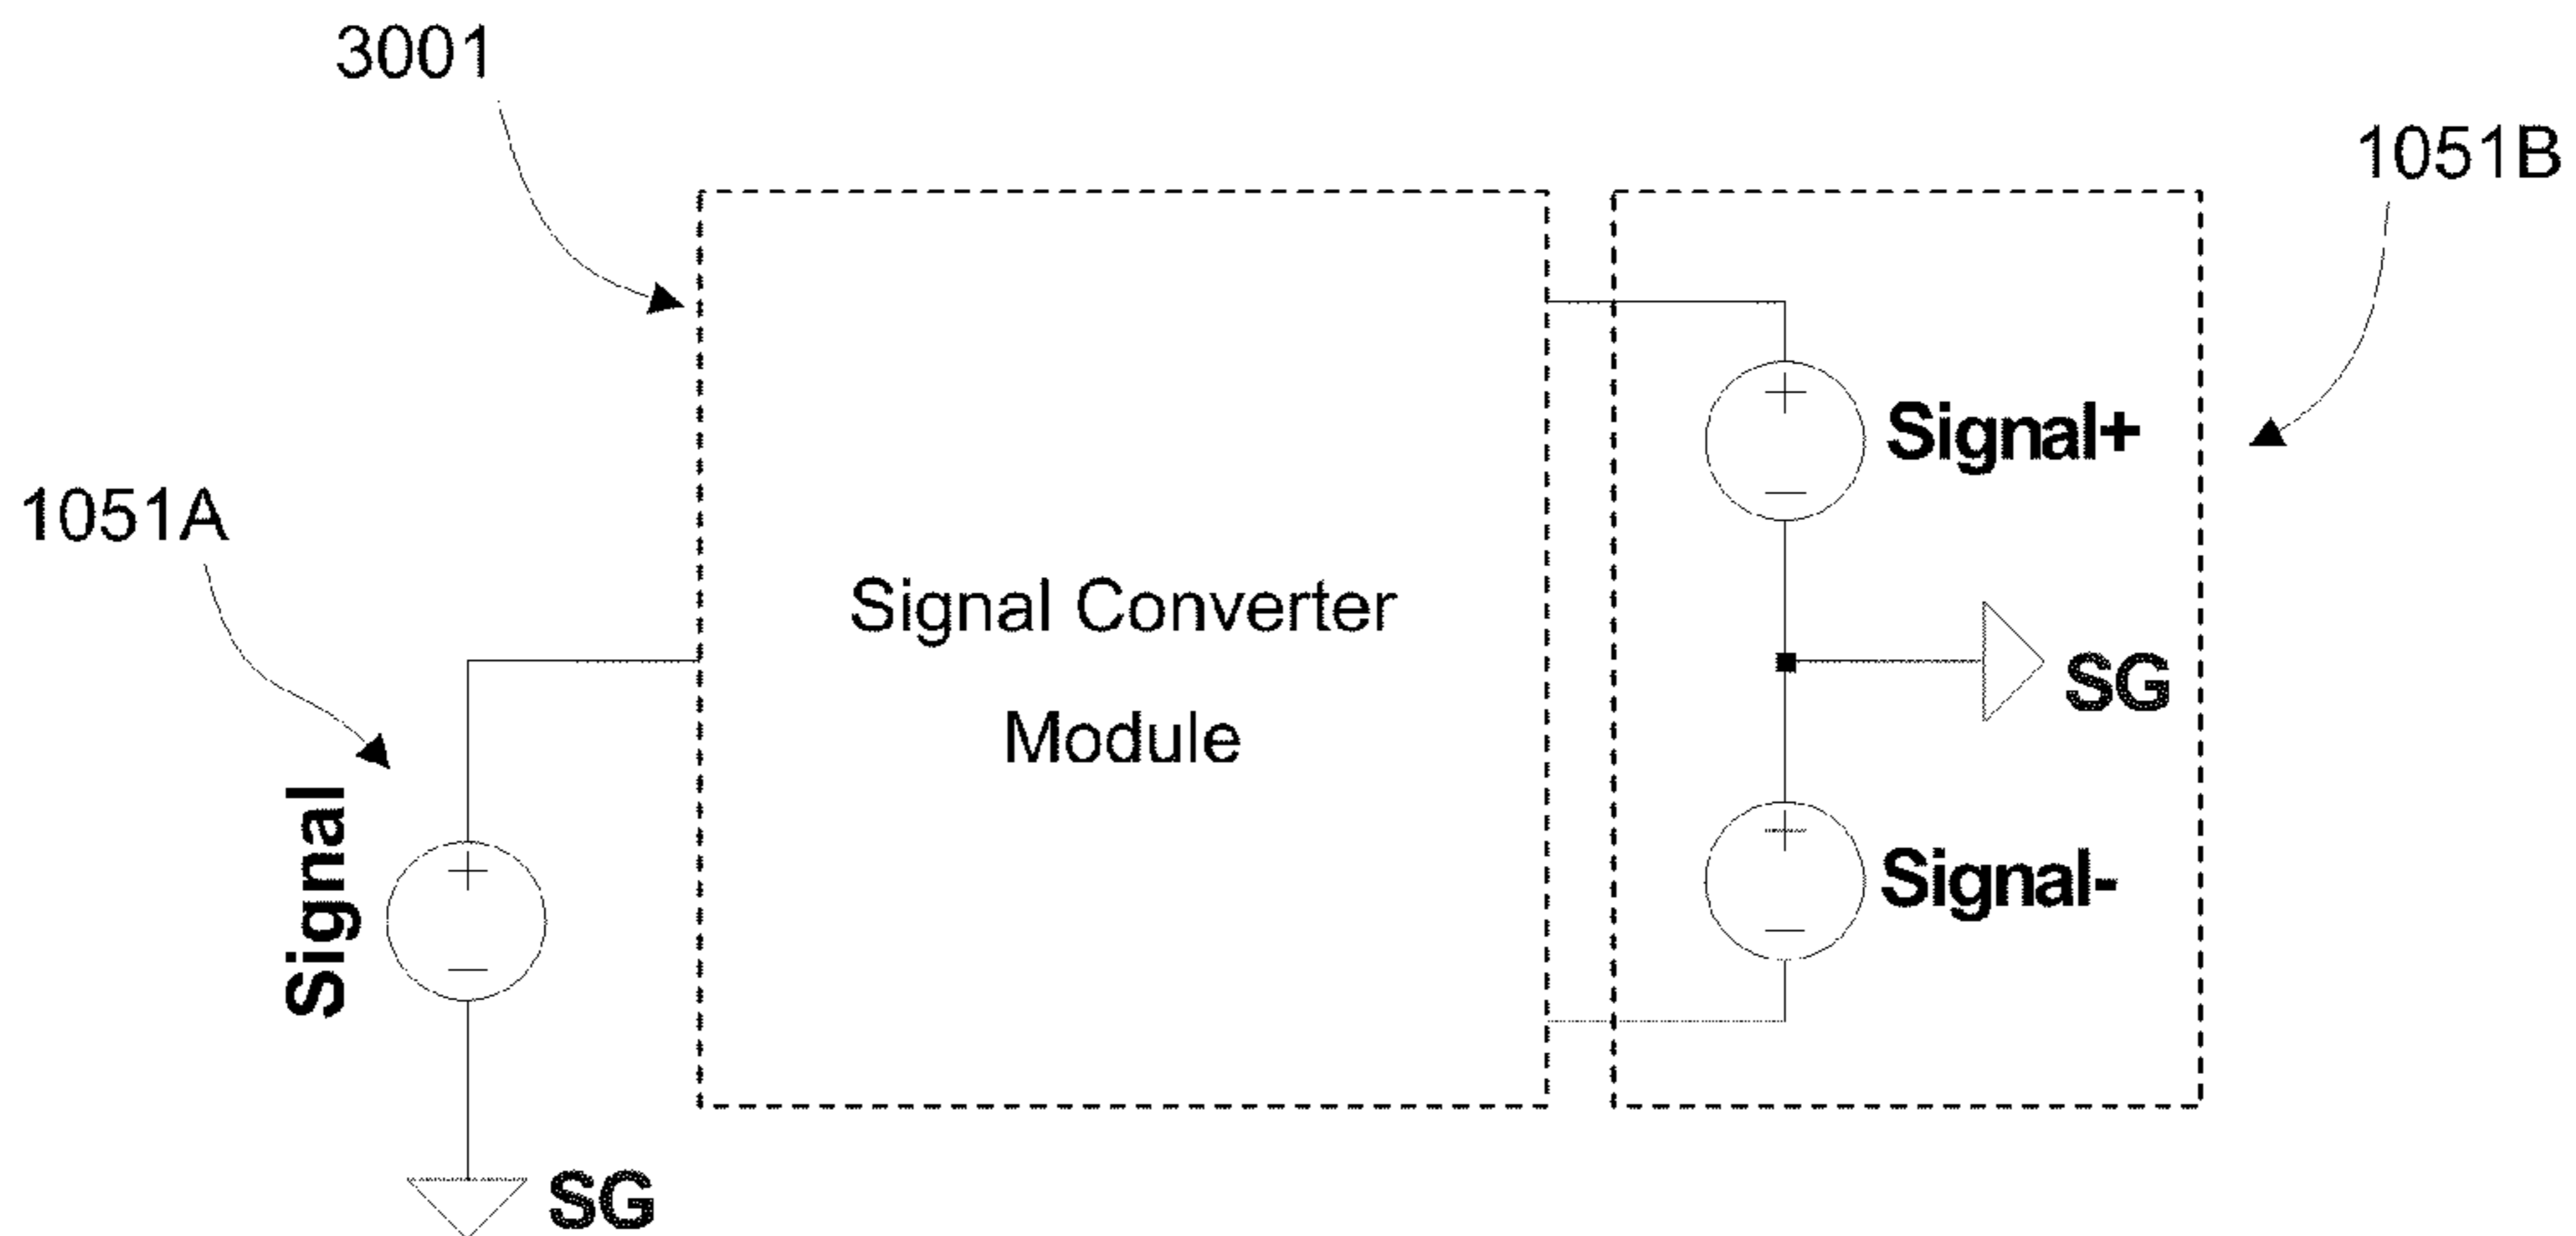 3001
1051B
Signal+
1051A
Signal Converter
Module
SG
Signal
Signal-
SG